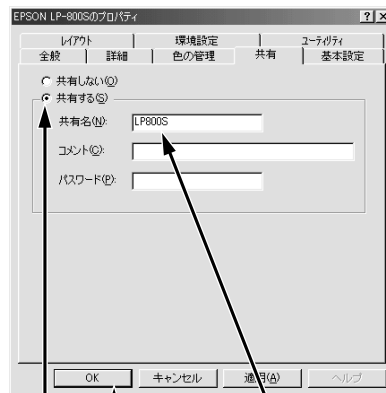 EPSON LP-800Sのプロパティ
レイアウト 環境設定 ユーティリティ
全般 詳細 色の管理 共有 基本設定
共有しない(O)
共有する(S)
共有名(N): LP800S
コメント(C):
パスワード(P):
OK キャンセル 適用(A) ヘルプ